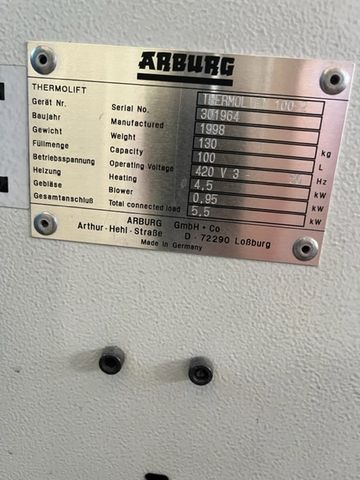 ARBURG
THERMOLIFT THERMOLIFT 100-
Gerät Nr. Serial No. 301964
Baujahr Manufactured 1998
Gewicht Weight 130 kg
Füllmenge Capacity 100 L
Betriebsspannung Operating Voltage 420 V 3 ~ Hz
Heizung Heating 4,5 kW
Gebläse Blower 0,95 kW
Gesamtanschluß Total connected load 5.5 kW
ARBURG GmbH + Co
Arthur-Hehl-Straße D-72290 Loßburg
Made in Germany